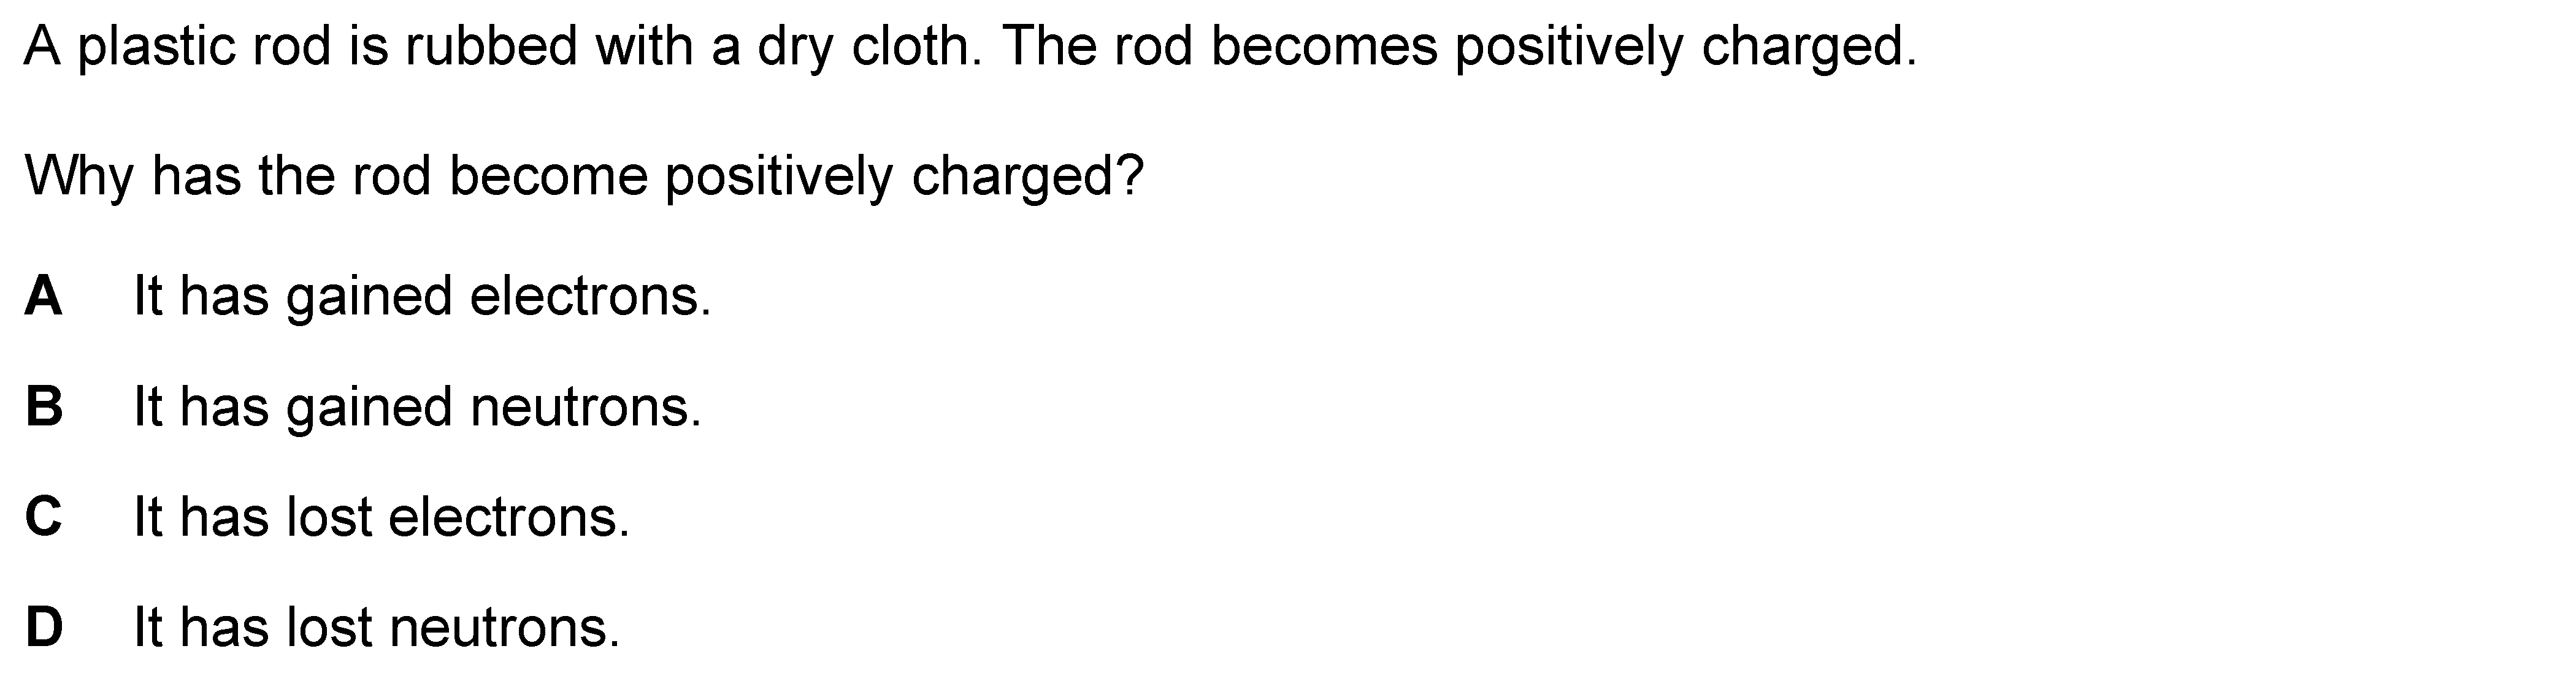 A plastic rod is rubbed with a dry cloth. The rod becomes positively charged.
Why has the rod become positively charged?
A It has gained electrons.
B It has gained neutrons.
C It has lost electrons.
D It has lost neutrons.